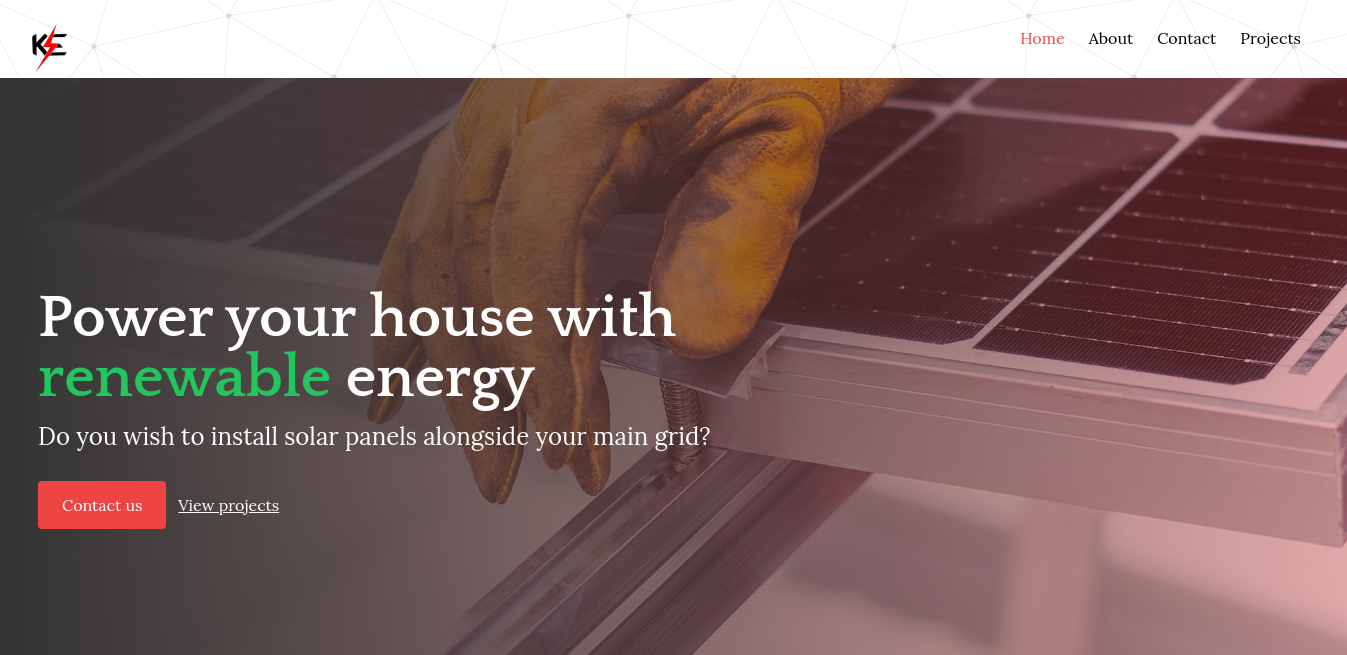 KE
Home About Contact Projects
Power your house with
renewable energy
Do you wish to install solar panels alongside your main grid?
Contact us View projects